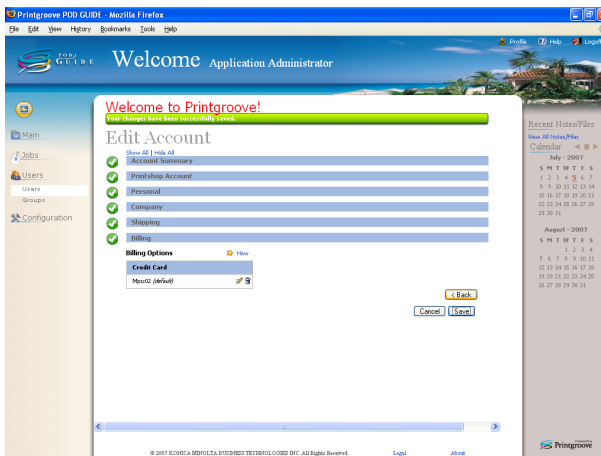 Printgroove POD GUIDE - Mozilla Firefox
File Edit View History Bookmarks Tools Help
Profile Help Logoff
POD
GUIDE
Welcome Application Administrator
Welcome to Printgroove!
Your changes have been successfully saved.
Edit Account
Show All | Hide All
Account Summary
Printshop Account
Personal
Company
Shipping
Billing
Billing Options New
Credit Card
Mpsc02 (default)
< Back
Cancel Save
Main
Jobs
Users
Users
Groups
Configuration
Recent Notes/Files
View All Notes/Files
Calendar
July - 2007
S M T W T F S
1 2 3 4 5 6 7
8 9 10 11 12 13 14
15 16 17 18 19 20 21
22 23 24 25 26 27 28
29 30 31
August - 2007
S M T W T F S
1 2 3 4
5 6 7 8 9 10 11
12 13 14 15 16 17 18
19 20 21 22 23 24 25
26 27 28 29 30 31
© 2007 KONICA MINOLTA BUSINESS TECHNOLOGIES INC. All Rights Reserved. Legal About
Powered by
Printgroove